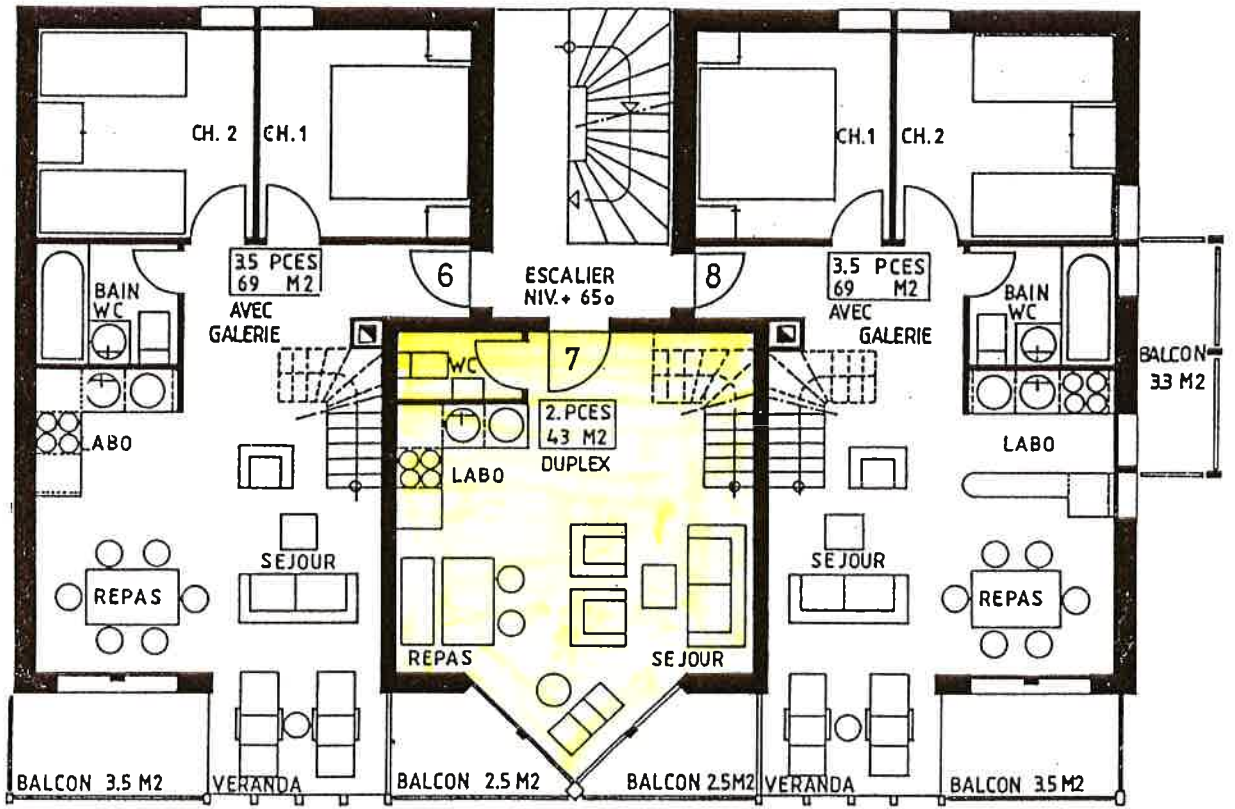 CH. 2
CH.1
CH.1
CH.2
3.5 PCES
69 M2
AVEC
GALERIE
6
ESCALIER
NIV. + 65o
8
3.5 PCES
69 M2
AVEC
GALERIE
BAIN
WC
BAIN
WC
BALCON
3.3 M2
WC
7
2. PCES
43 M2
DUPLEX
LABO
LABO
LABO
SEJOUR
SEJOUR
REPAS
REPAS
REPAS
SEJOUR
BALCON 3.5 M2
VERANDA
BALCON 2.5 M2
BALCON 2.5 M2
VERANDA
BALCON 3.5 M2